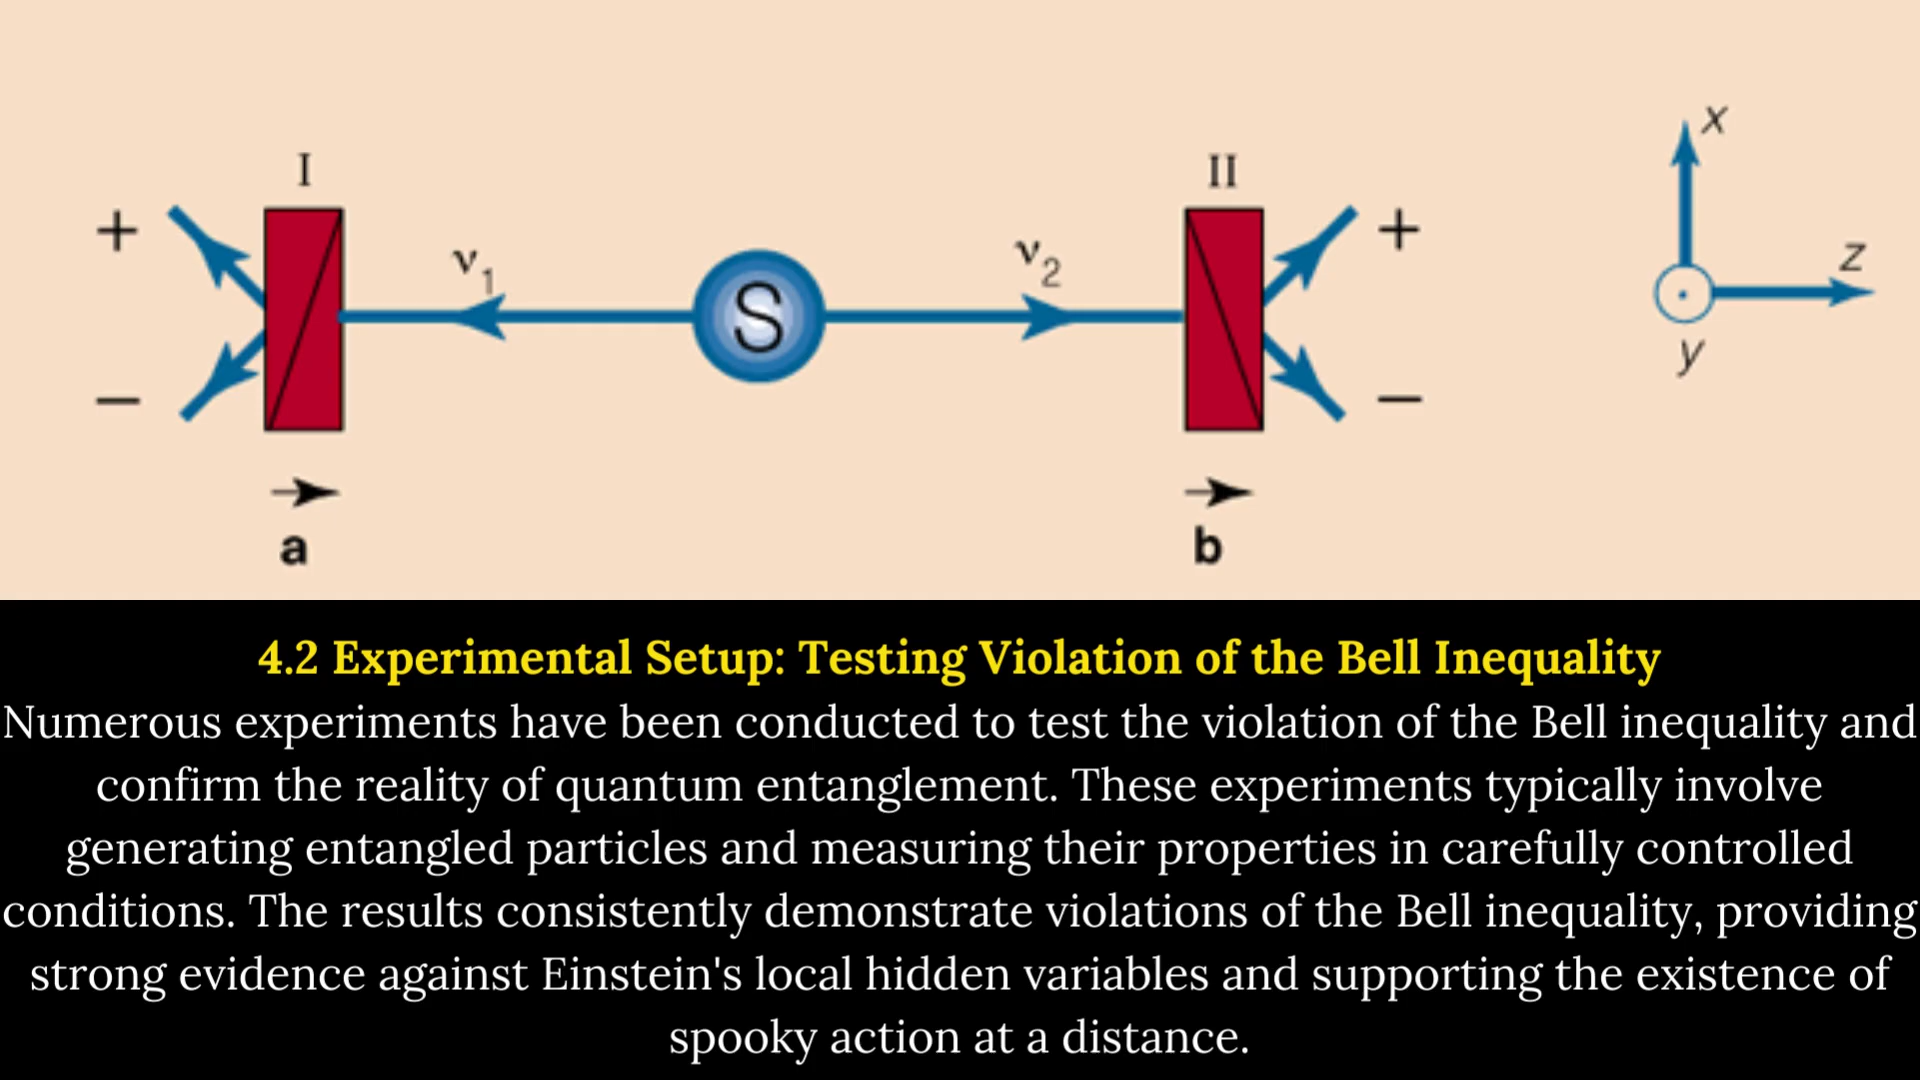 I
II
x
+
ν1
S
ν2
+
z
y
−
−
a
b
4.2 Experimental Setup: Testing Violation of the Bell Inequality
Numerous experiments have been conducted to test the violation of the Bell inequality and
confirm the reality of quantum entanglement. These experiments typically involve
generating entangled particles and measuring their properties in carefully controlled
conditions. The results consistently demonstrate violations of the Bell inequality, providing
strong evidence against Einstein's local hidden variables and supporting the existence of
spooky action at a distance.